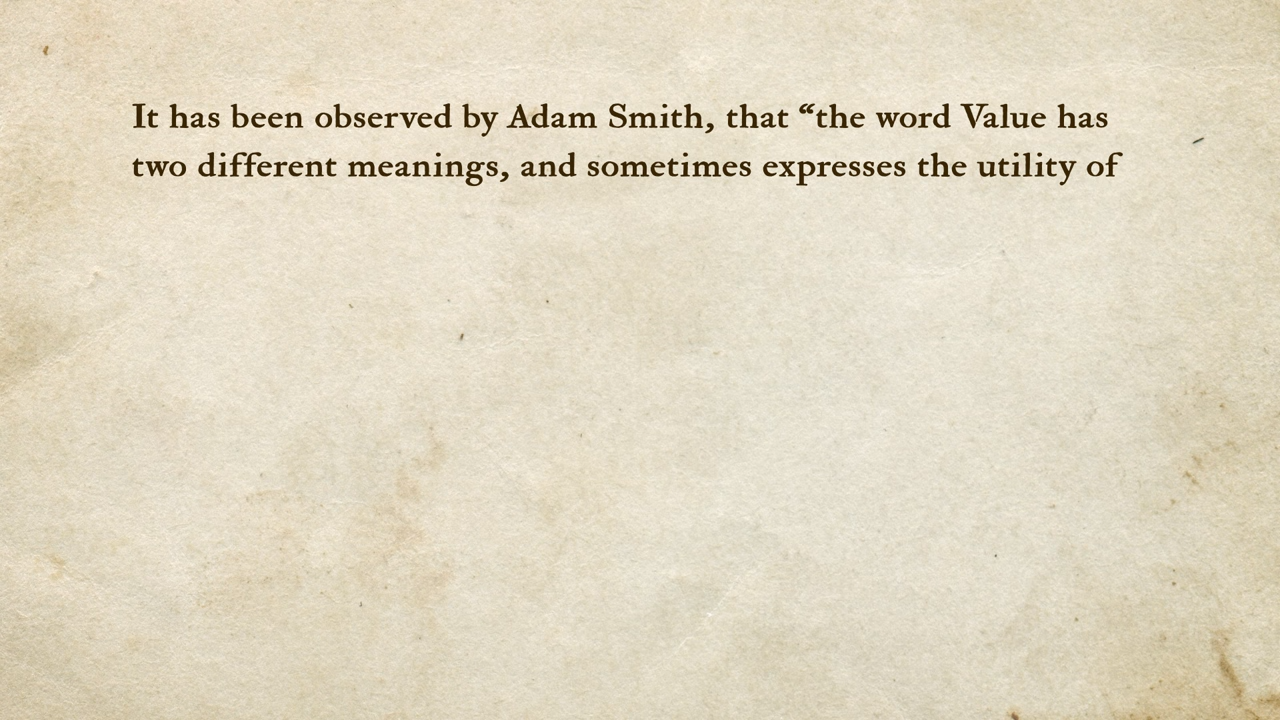 It has been observed by Adam Smith, that “the word Value has
two different meanings, and sometimes expresses the utility of